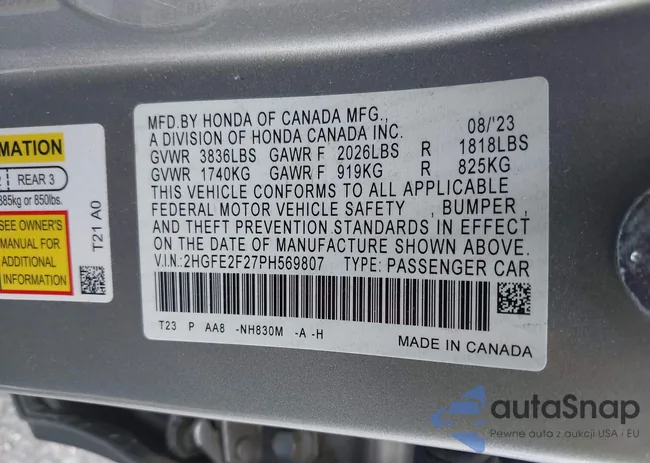 MFD.BY HONDA OF CANADA MFG.,
A DIVISION OF HONDA CANADA INC. 08/'23
GVWR 3836LBS GAWR F 2026LBS R 1818LBS
GVWR 1740KG GAWR F 919KG R 825KG
THIS VEHICLE CONFORMS TO ALL APPLICABLE
FEDERAL MOTOR VEHICLE SAFETY , BUMPER ,
AND THEFT PREVENTION STANDARDS IN EFFECT
ON THE DATE OF MANUFACTURE SHOWN ABOVE.
V.I.N.:2HGFE2F27PH569807 TYPE: PASSENGER CAR
T23 P AA8 -NH830M -A -H
MADE IN CANADA
MATION
2 REAR 3
385kg or 850lbs.
SEE OWNER'S
MANUAL FOR
ADDITIONAL
T21 A0
autaSnap
Pewne auta z aukcji USA i EU